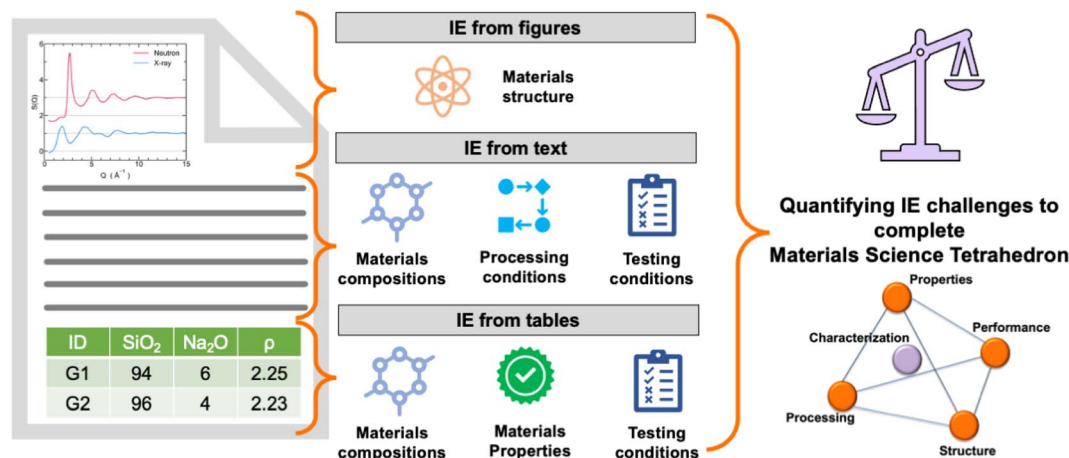 6
4
2
0
S(Q)
Neutron
X-ray
0 5 10 15
Q (Å⁻¹)
ID SiO₂ Na₂O ρ
G1 94 6 2.25
G2 96 4 2.23
IE from figures
Materials
structure
IE from text
Materials
compositions
Processing
conditions
Testing
conditions
IE from tables
Materials
compositions
Materials
Properties
Testing
conditions
Quantifying IE challenges to
complete
Materials Science Tetrahedron
Properties
Performance
Characterization
Processing
Structure